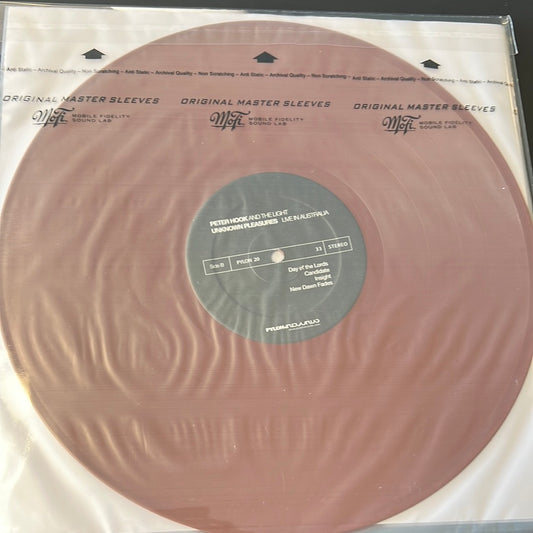 Anti Static – Archival Quality – Non Scratching – Anti Static – Archival Quality – Non Scratching – Anti Static – Archival Quality – Non Scratching – Anti Static
ORIGINAL MASTER SLEEVES ORIGINAL MASTER SLEEVES ORIGINAL MASTER SLEEVES
MoFi MOBILE FIDELITY SOUND LAB MoFi MOBILE FIDELITY SOUND LAB MoFi MOBILE FIDELITY SOUND LAB
PETER HOOK AND THE LIGHT
UNKNOWN PLEASURES LIVE IN AUSTRALIA
Side B PYLON 20 33 STEREO
Day of the Lords
Candidate
Insight
New Dawn Fades